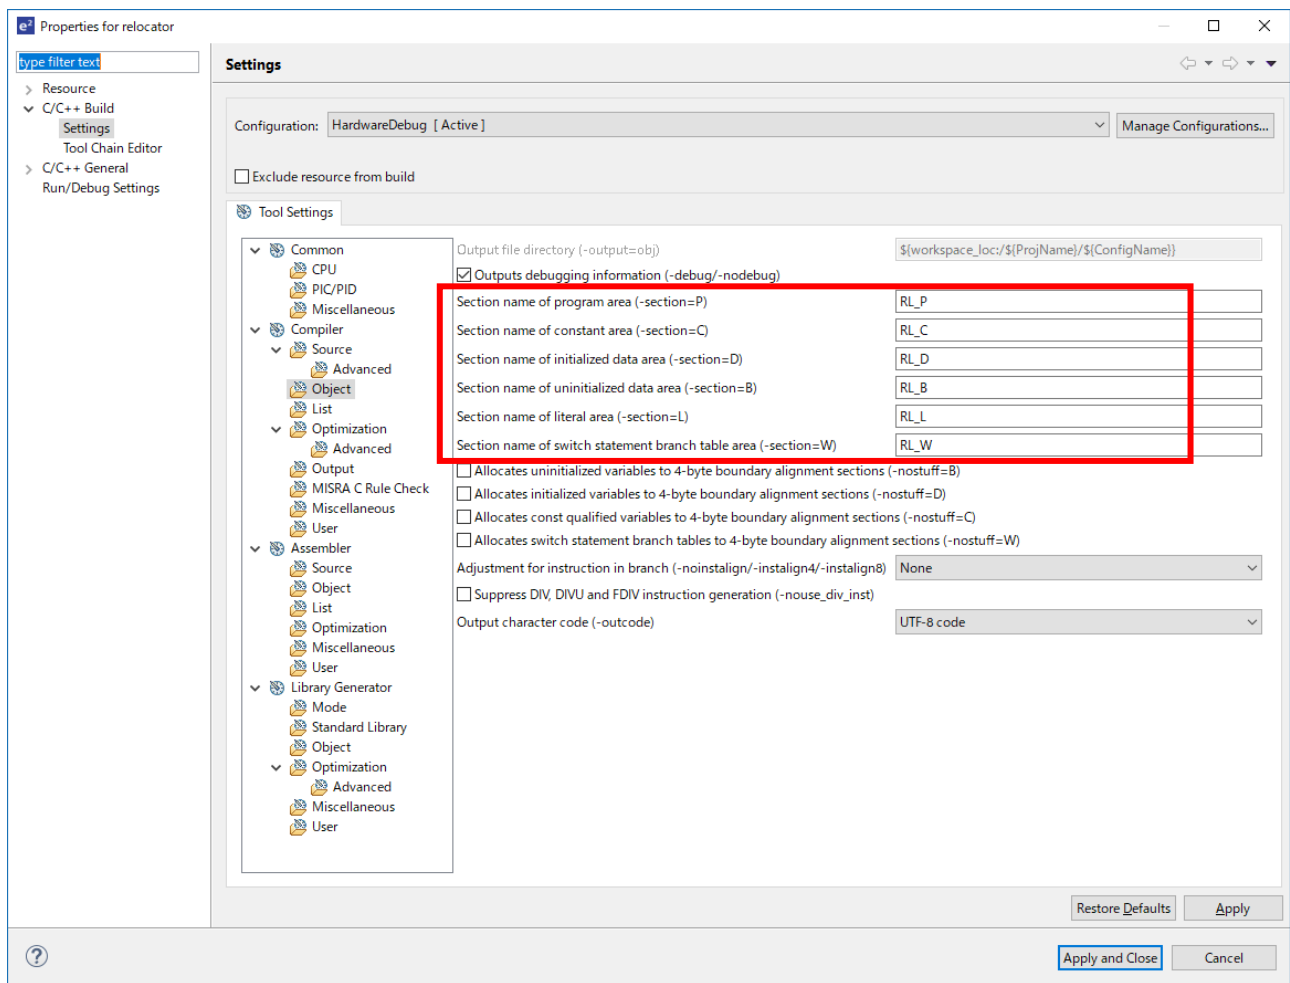 e² Properties for relocator
type filter text
Settings
Resource
C/C++ Build
Settings
Tool Chain Editor
C/C++ General
Run/Debug Settings
Configuration: HardwareDebug [ Active ] Manage Configurations...
Exclude resource from build
Tool Settings
Common
CPU
PIC/PID
Miscellaneous
Compiler
Source
Advanced
Object
List
Optimization
Advanced
Output
MISRA C Rule Check
Miscellaneous
User
Assembler
Source
Object
List
Optimization
Miscellaneous
User
Library Generator
Mode
Standard Library
Object
Optimization
Advanced
Miscellaneous
User
Output file directory (-output=obj) ${workspace_loc:/${ProjName}/${ConfigName}}
Outputs debugging information (-debug/-nodebug)
Section name of program area (-section=P) RL_P
Section name of constant area (-section=C) RL_C
Section name of initialized data area (-section=D) RL_D
Section name of uninitialized data area (-section=B) RL_B
Section name of literal area (-section=L) RL_L
Section name of switch statement branch table area (-section=W) RL_W
Allocates uninitialized variables to 4-byte boundary alignment sections (-nostuff=B)
Allocates initialized variables to 4-byte boundary alignment sections (-nostuff=D)
Allocates const qualified variables to 4-byte boundary alignment sections (-nostuff=C)
Allocates switch statement branch tables to 4-byte boundary alignment sections (-nostuff=W)
Adjustment for instruction in branch (-noinstalign/-instalign4/-instalign8) None
Suppress DIV, DIVU and FDIV instruction generation (-nouse_div_inst)
Output character code (-outcode) UTF-8 code
Restore Defaults Apply
? Apply and Close Cancel